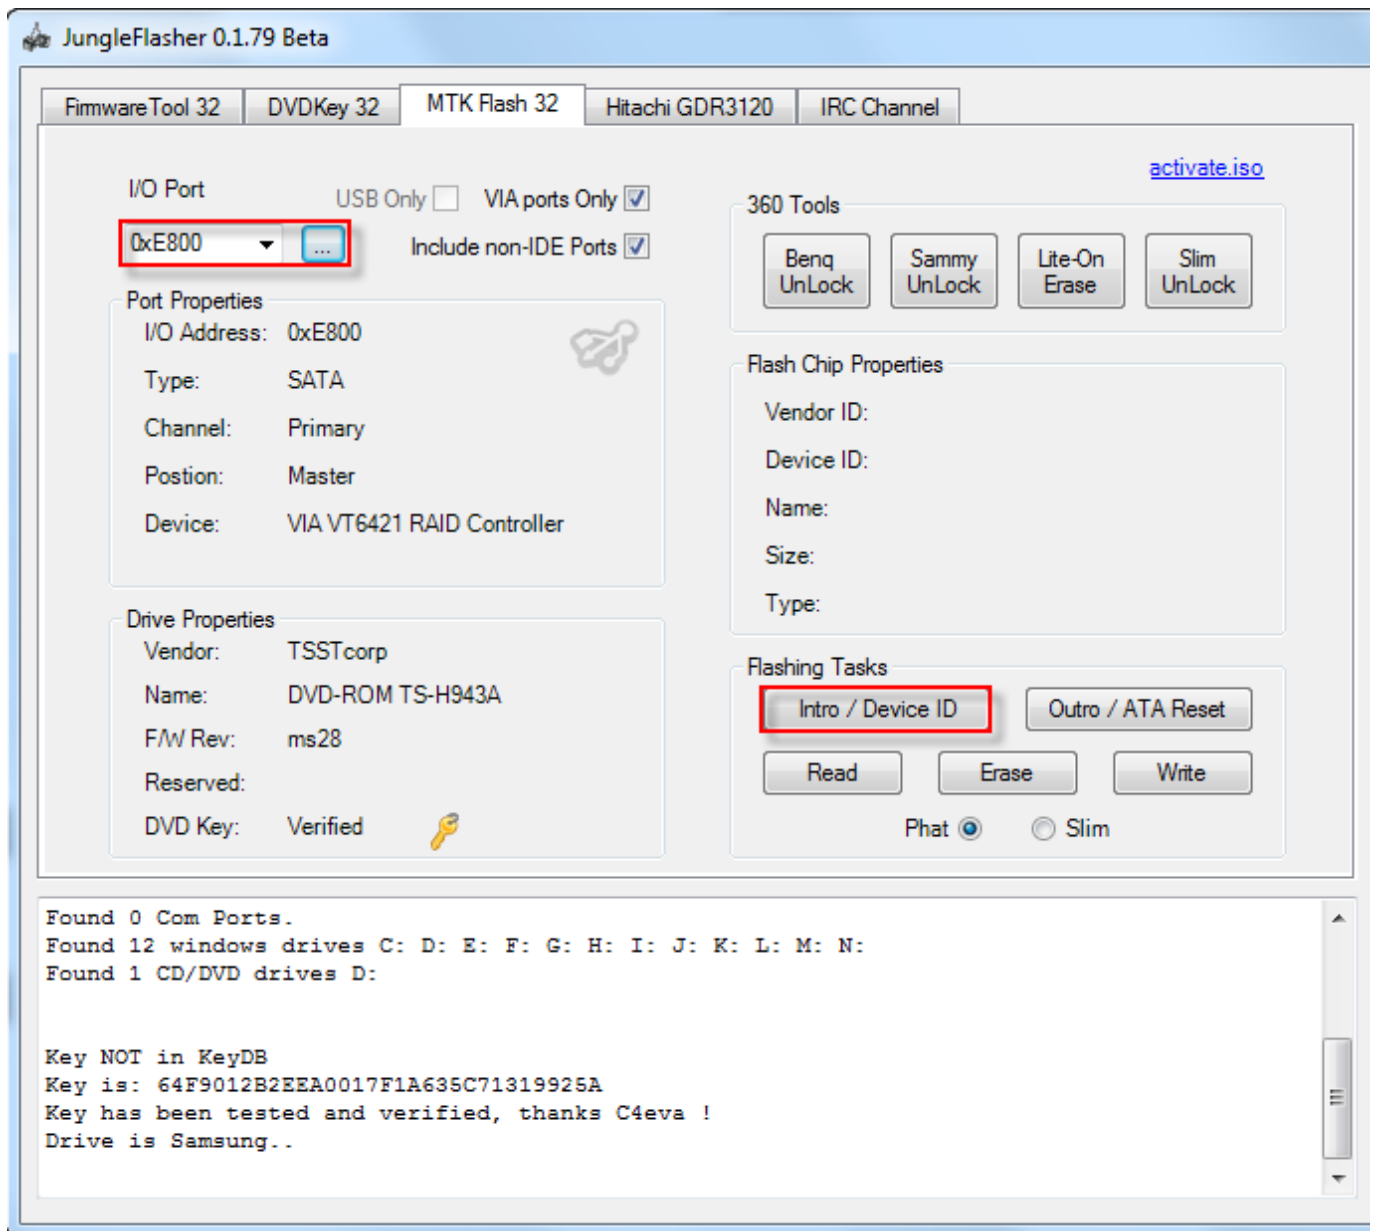 JungleFlasher 0.1.79 Beta
FirmwareTool 32 DVDKey 32 MTK Flash 32 Hitachi GDR3120 IRC Channel
activate.iso
I/O Port USB Only VIA ports Only
0xE800 ... Include non-IDE Ports
Port Properties
I/O Address: 0xE800
Type: SATA
Channel: Primary
Postion: Master
Device: VIA VT6421 RAID Controller
Drive Properties
Vendor: TSSTcorp
Name: DVD-ROM TS-H943A
F/W Rev: ms28
Reserved:
DVD Key: Verified
360 Tools
Benq UnLock
Sammy UnLock
Lite-On Erase
Slim UnLock
Flash Chip Properties
Vendor ID:
Device ID:
Name:
Size:
Type:
Flashing Tasks
Intro / Device ID Outro / ATA Reset
Read Erase Write
Phat Slim
Found 0 Com Ports.
Found 12 windows drives C: D: E: F: G: H: I: J: K: L: M: N:
Found 1 CD/DVD drives D:
Key NOT in KeyDB
Key is: 64F9012B2EEA0017F1A635C71319925A
Key has been tested and verified, thanks C4eva !
Drive is Samsung..